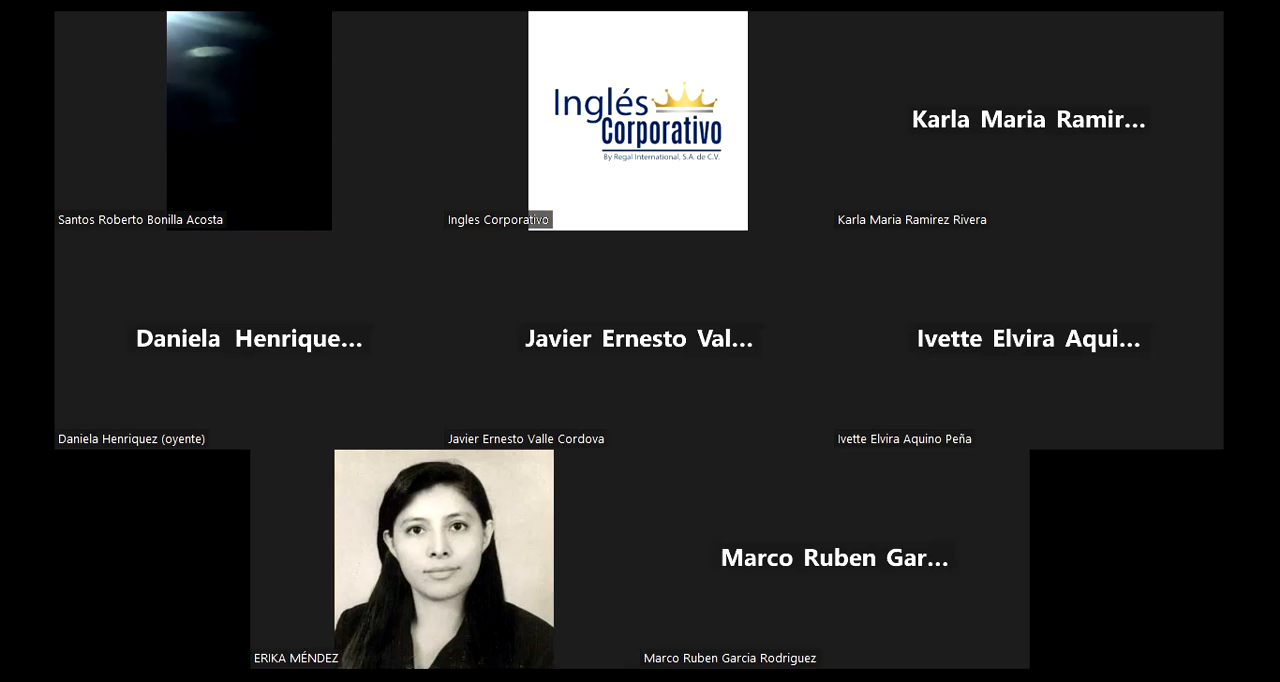 Inglés
Corporativo
By Regal International, S.A. de C.V.
Karla Maria Ramir...
Santos Roberto Bonilla Acosta
Ingles Corporativo
Karla Maria Ramirez Rivera
Daniela Henrique...
Javier Ernesto Val...
Ivette Elvira Aqui...
Daniela Henriquez (oyente)
Javier Ernesto Valle Cordova
Ivette Elvira Aquino Peña
Marco Ruben Gar...
ERIKA MÉNDEZ
Marco Ruben Garcia Rodriguez